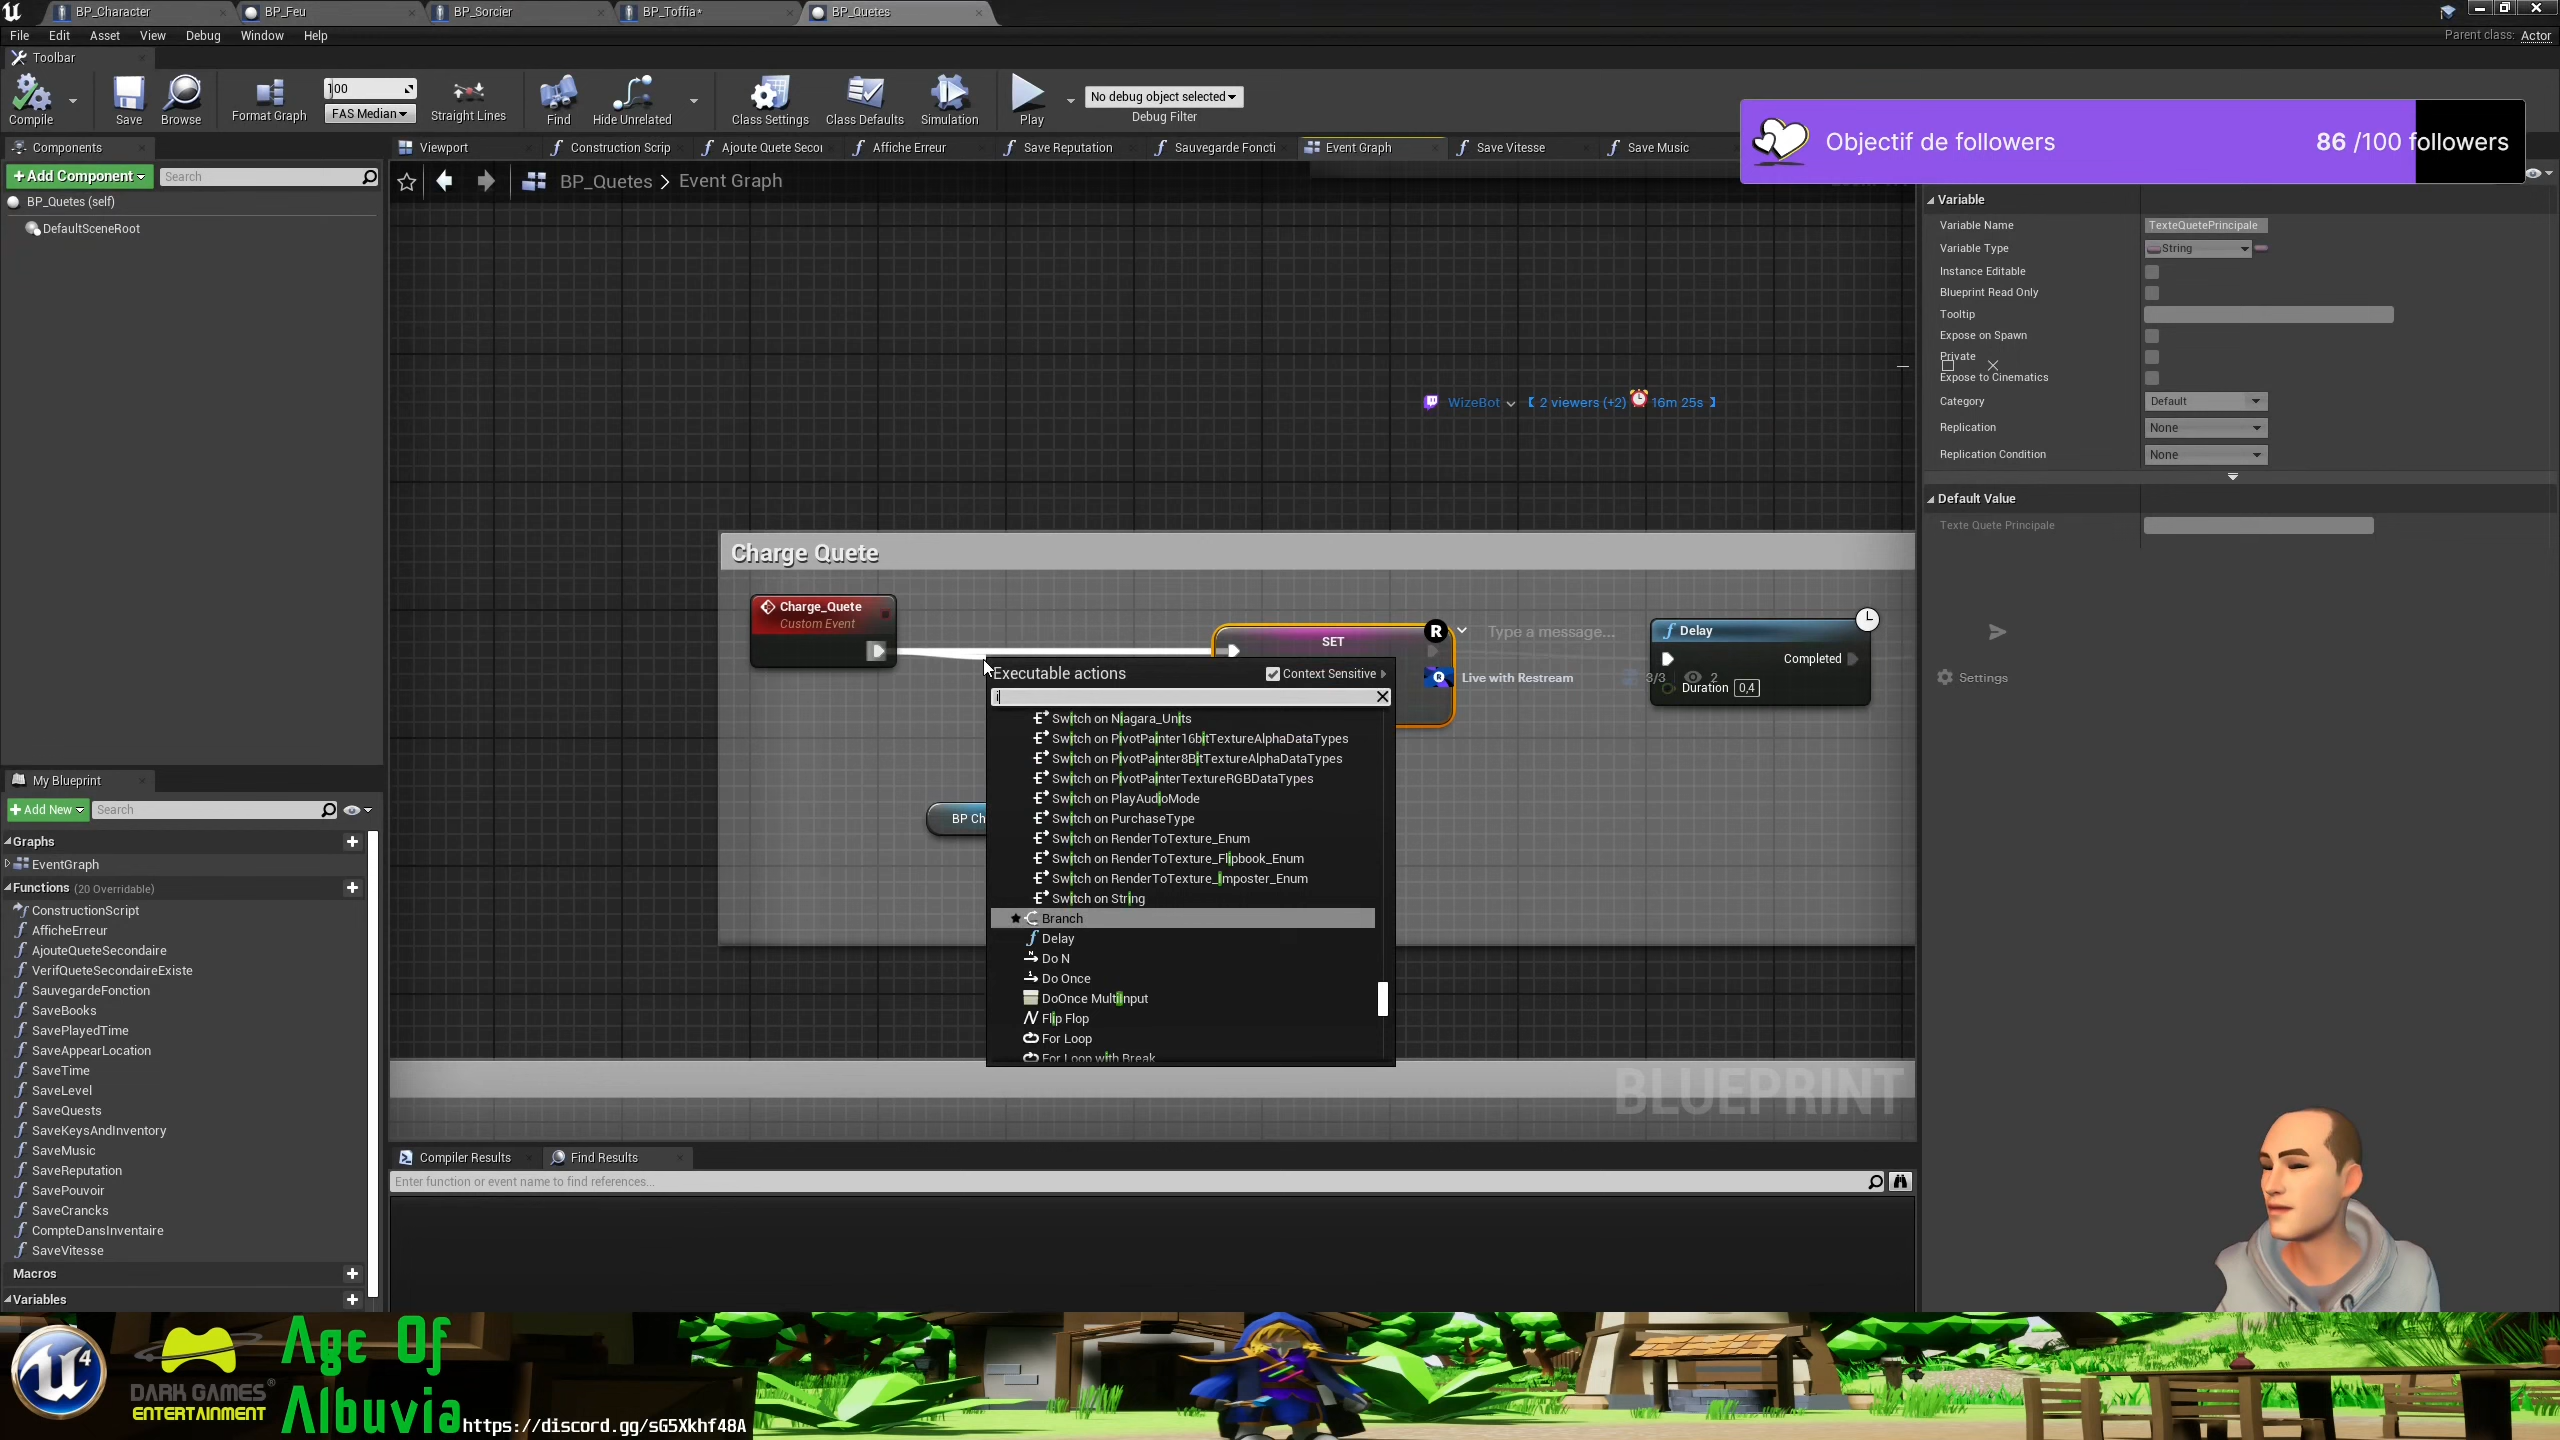 BP_Character
BP_Feu
BP_Sorcier
BP_Toffia*
BP_Quetes
File
Edit
Asset
View
Debug
Window
Help
Parent class: Actor
Toolbar
Compile
Save
Browse
Format Graph
100
FAS Median
Straight Lines
Find
Hide Unrelated
Class Settings
Class Defaults
Simulation
Play
No debug object selected
Debug Filter
Objectif de followers
86 /100 followers
Components
+Add Component
Search
BP_Quetes (self)
DefaultSceneRoot
Viewport
Construction Scrip
Ajoute Quete Secon
Affiche Erreur
Save Reputation
Sauvegarde Foncti
Event Graph
Save Vitesse
Save Music
BP_Quetes > Event Graph
WizeBot
【 2 viewers (+2) ⏰ 16m 25s 】
Charge Quete
Charge_Quete
Custom Event
SET
R
Type a message...
Live with Restream
3/3
2
Delay
Completed
Duration 0,4
Settings
BP Ch
Executable actions
Context Sensitive
i
Switch on Niagara_Units
Switch on PivotPainter16bitTextureAlphaDataTypes
Switch on PivotPainter8BitTextureAlphaDataTypes
Switch on PivotPainterTextureRGBDataTypes
Switch on PlayAudioMode
Switch on PurchaseType
Switch on RenderToTexture_Enum
Switch on RenderToTexture_Flipbook_Enum
Switch on RenderToTexture_Imposter_Enum
Switch on String
Branch
Delay
Do N
Do Once
DoOnce MultiInput
Flip Flop
For Loop
For Loop with Break
BLUEPRINT
Variable
Variable Name
TexteQuetePrincipale
Variable Type
String
Instance Editable
Blueprint Read Only
Tooltip
Expose on Spawn
Private
Expose to Cinematics
Category
Default
Replication
None
Replication Condition
None
Default Value
Texte Quete Principale
My Blueprint
+Add New
Search
Graphs
EventGraph
Functions (20 Overridable)
ConstructionScript
AfficheErreur
AjouteQueteSecondaire
VerifQueteSecondaireExiste
SauvegardeFonction
SaveBooks
SavePlayedTime
SaveAppearLocation
SaveTime
SaveLevel
SaveQuests
SaveKeysAndInventory
SaveMusic
SaveReputation
SavePouvoir
SaveCrancks
CompteDansInventaire
SaveVitesse
Macros
Variables
Compiler Results
Find Results
Enter function or event name to find references...
4
DARK GAMES®
ENTERTAINMENT
Age Of
Albuvia
https://discord.gg/sG5Xkhf48A